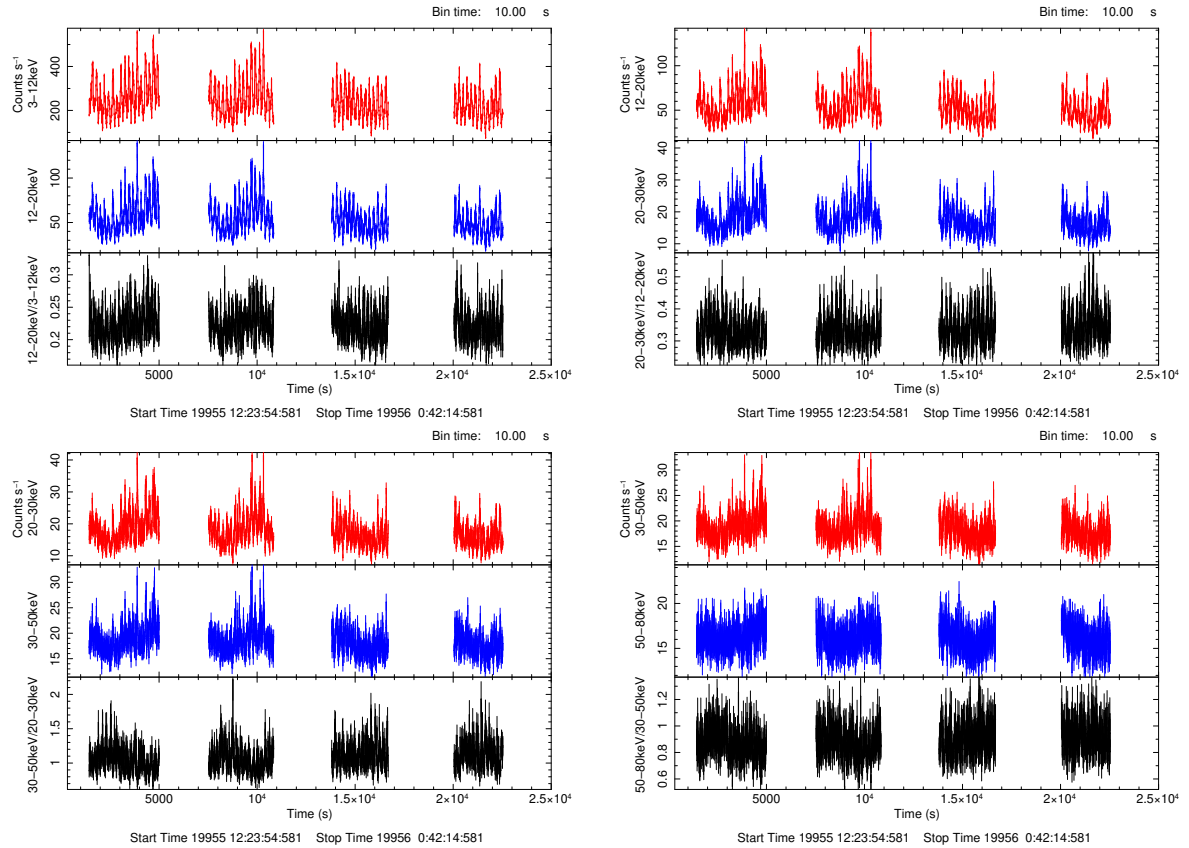 Bin time: 10.00 s
Counts s⁻¹
3−12keV
200 400
12−20keV
50 100
12−20keV/3−12keV
0.2 0.25 0.3
5000 10⁴ 1.5×10⁴ 2×10⁴ 2.5×10⁴
Time (s)
Start Time 19955 12:23:54:581 Stop Time 19956 0:42:14:581
Bin time: 10.00 s
Counts s⁻¹
12−20keV
50 100
20−30keV
10 20 30 40
20−30keV/12−20keV
0.3 0.4 0.5
5000 10⁴ 1.5×10⁴ 2×10⁴ 2.5×10⁴
Time (s)
Start Time 19955 12:23:54:581 Stop Time 19956 0:42:14:581
Bin time: 10.00 s
Counts s⁻¹
20−30keV
10 20 30 40
30−50keV
15 20 25 30
30−50keV/20−30keV
1 1.5 2
5000 10⁴ 1.5×10⁴ 2×10⁴ 2.5×10⁴
Time (s)
Start Time 19955 12:23:54:581 Stop Time 19956 0:42:14:581
Bin time: 10.00 s
Counts s⁻¹
30−50keV
15 20 25 30
50−80keV
15 20
50−80keV/30−50keV
0.6 0.8 1 1.2
5000 10⁴ 1.5×10⁴ 2×10⁴ 2.5×10⁴
Time (s)
Start Time 19955 12:23:54:581 Stop Time 19956 0:42:14:581